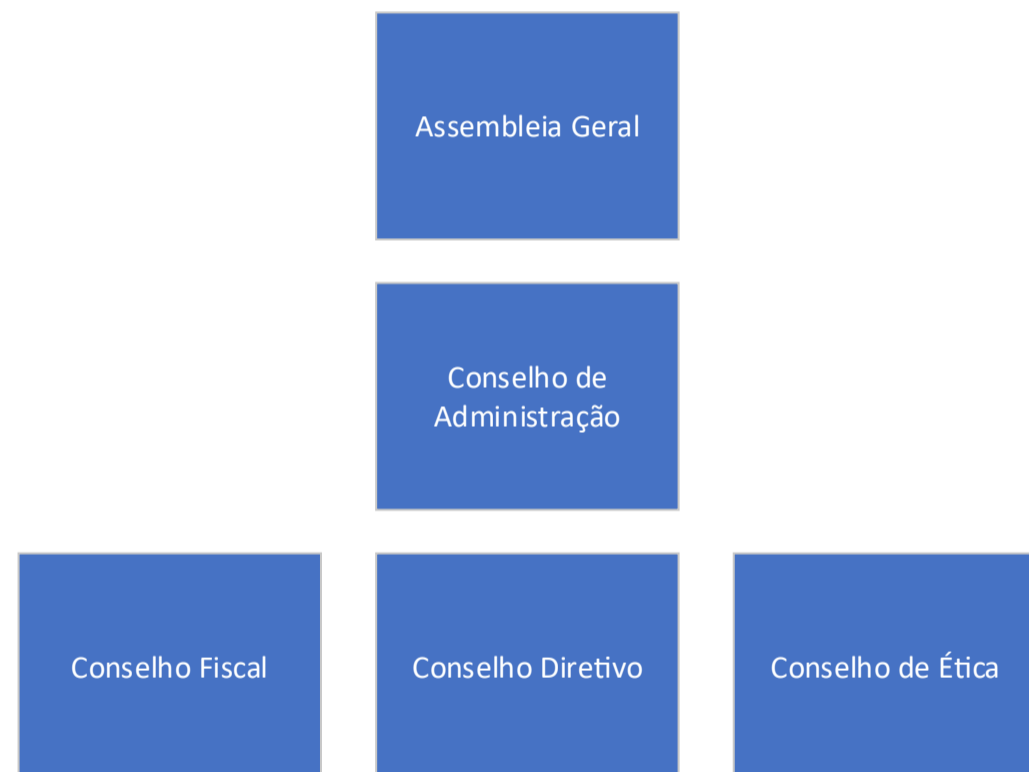 Assembleia Geral
Conselho de
Administração
Conselho Fiscal
Conselho Diretivo
Conselho de Ética